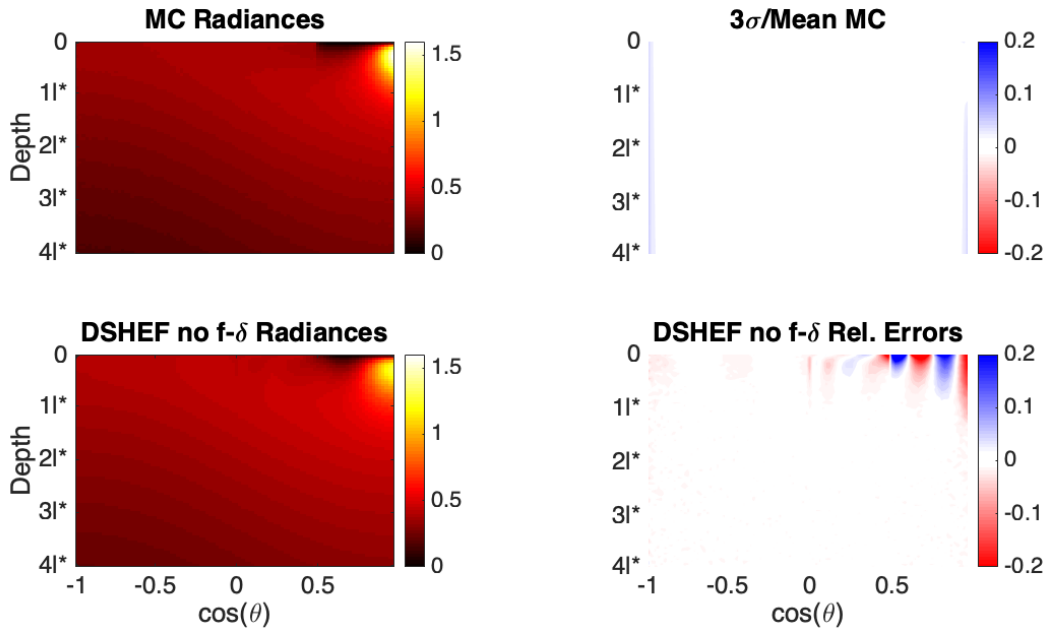 MC Radiances
0
1l*
2l*
3l*
4l*
Depth
1.5
1
0.5
0
3σ/Mean MC
0
1l*
2l*
3l*
4l*
0.2
0.1
0
-0.1
-0.2
DSHEF no f-δ Radiances
0
1l*
2l*
3l*
4l*
Depth
-1 -0.5 0 0.5
cos(θ)
1.5
1
0.5
0
DSHEF no f-δ Rel. Errors
0
1l*
2l*
3l*
4l*
-1 -0.5 0 0.5
cos(θ)
0.2
0.1
0
-0.1
-0.2